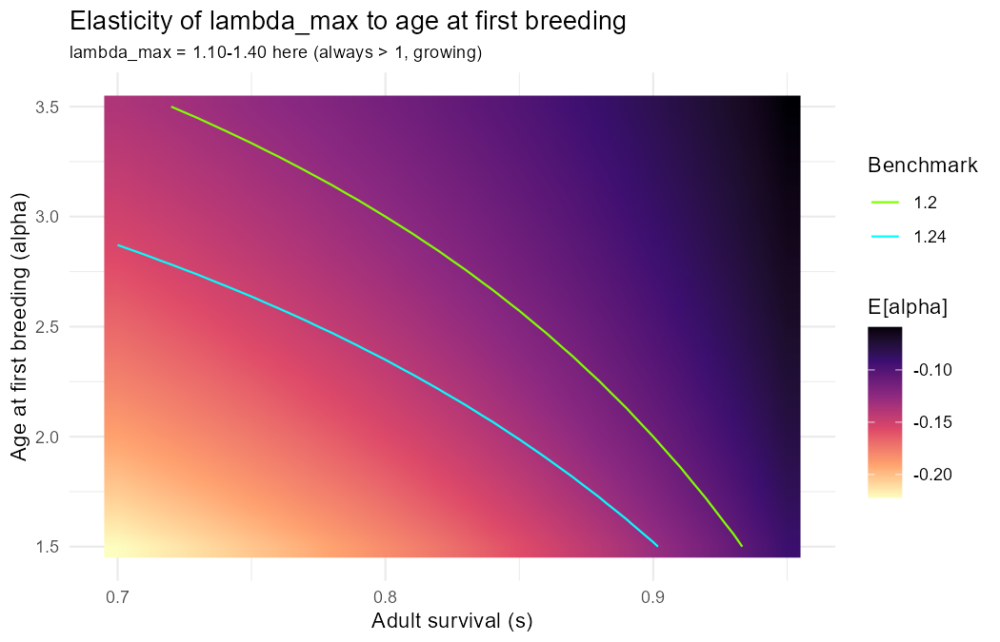 Elasticity of lambda_max to age at first breeding
lambda_max = 1.10-1.40 here (always > 1, growing)
Age at first breeding (alpha)
3.5
3.0
2.5
2.0
1.5
0.7
0.8
0.9
Adult survival (s)
Benchmark
1.2
1.24
E[alpha]
-0.10
-0.15
-0.20